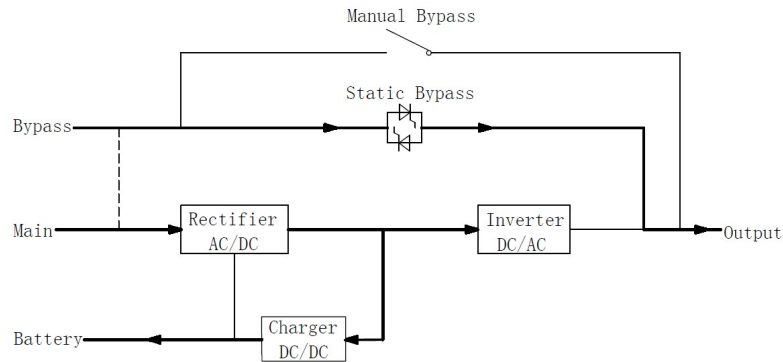 Manual Bypass
Static Bypass
Bypass
Main
Rectifier
AC/DC
Inverter
DC/AC
Output
Battery
Charger
DC/DC